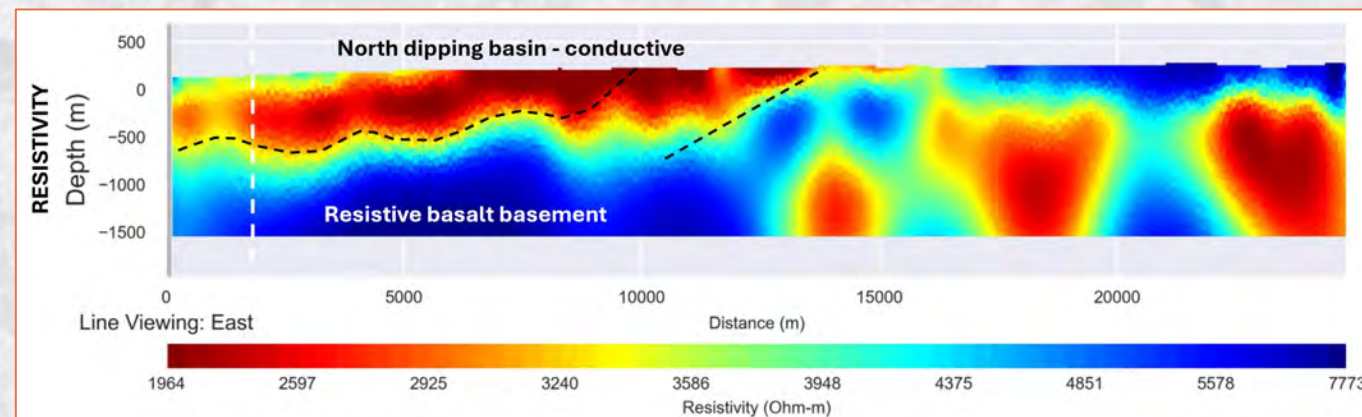 RESISTIVITY
Depth (m)
500
0
−500
−1000
−1500
North dipping basin - conductive
Resistive basalt basement
0 5000 10000 15000 20000
Line Viewing: East
Distance (m)
1964 2597 2925 3240 3586 3948 4375 4851 5578 7773
Resistivity (Ohm-m)